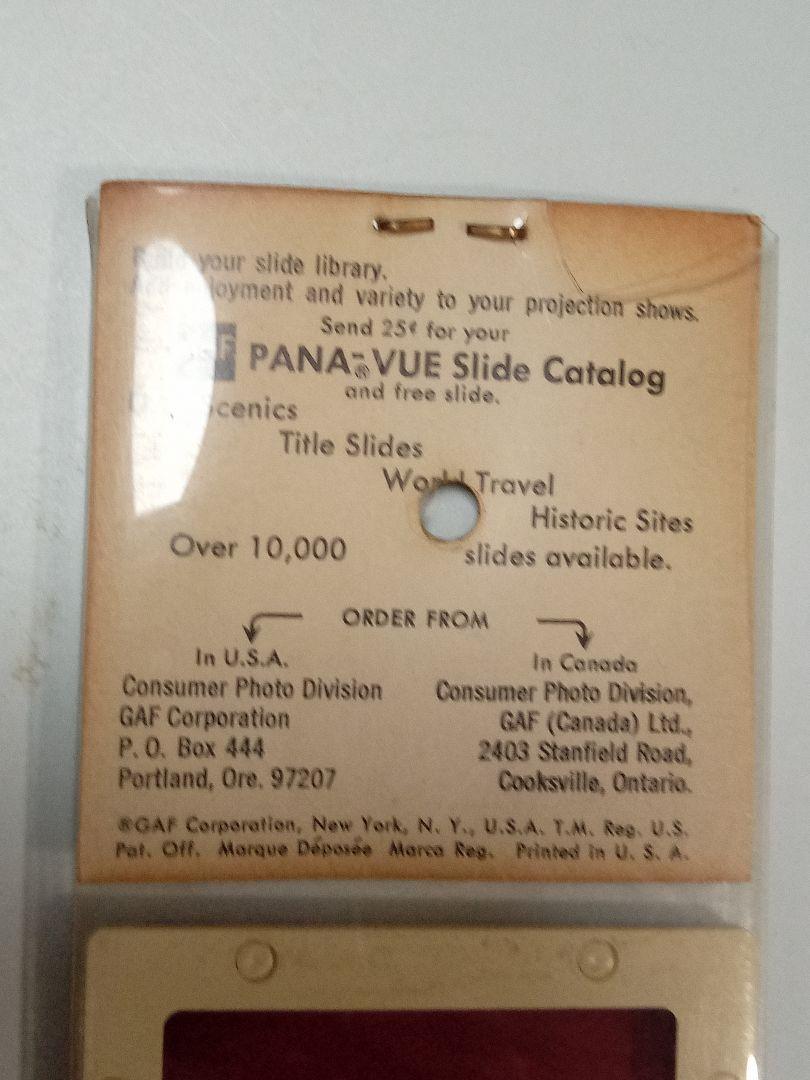 Build your slide library.
Add enjoyment and variety to your projection shows.
Send 25¢ for your
PANA-VUE® Slide Catalog
and free slide.
Title Slides
World Travel
Historic Sites
Over 10,000 slides available.
ORDER FROM
In U.S.A.
Consumer Photo Division
GAF Corporation
P. O. Box 444
Portland, Ore. 97207
In Canada
Consumer Photo Division,
GAF (Canada) Ltd.,
2403 Stanfield Road,
Cooksville, Ontario.
®GAF Corporation, New York, N. Y., U.S.A. T.M. Reg. U.S.
Pat. Off. Marque Déposée Marca Reg. Printed in U. S. A.